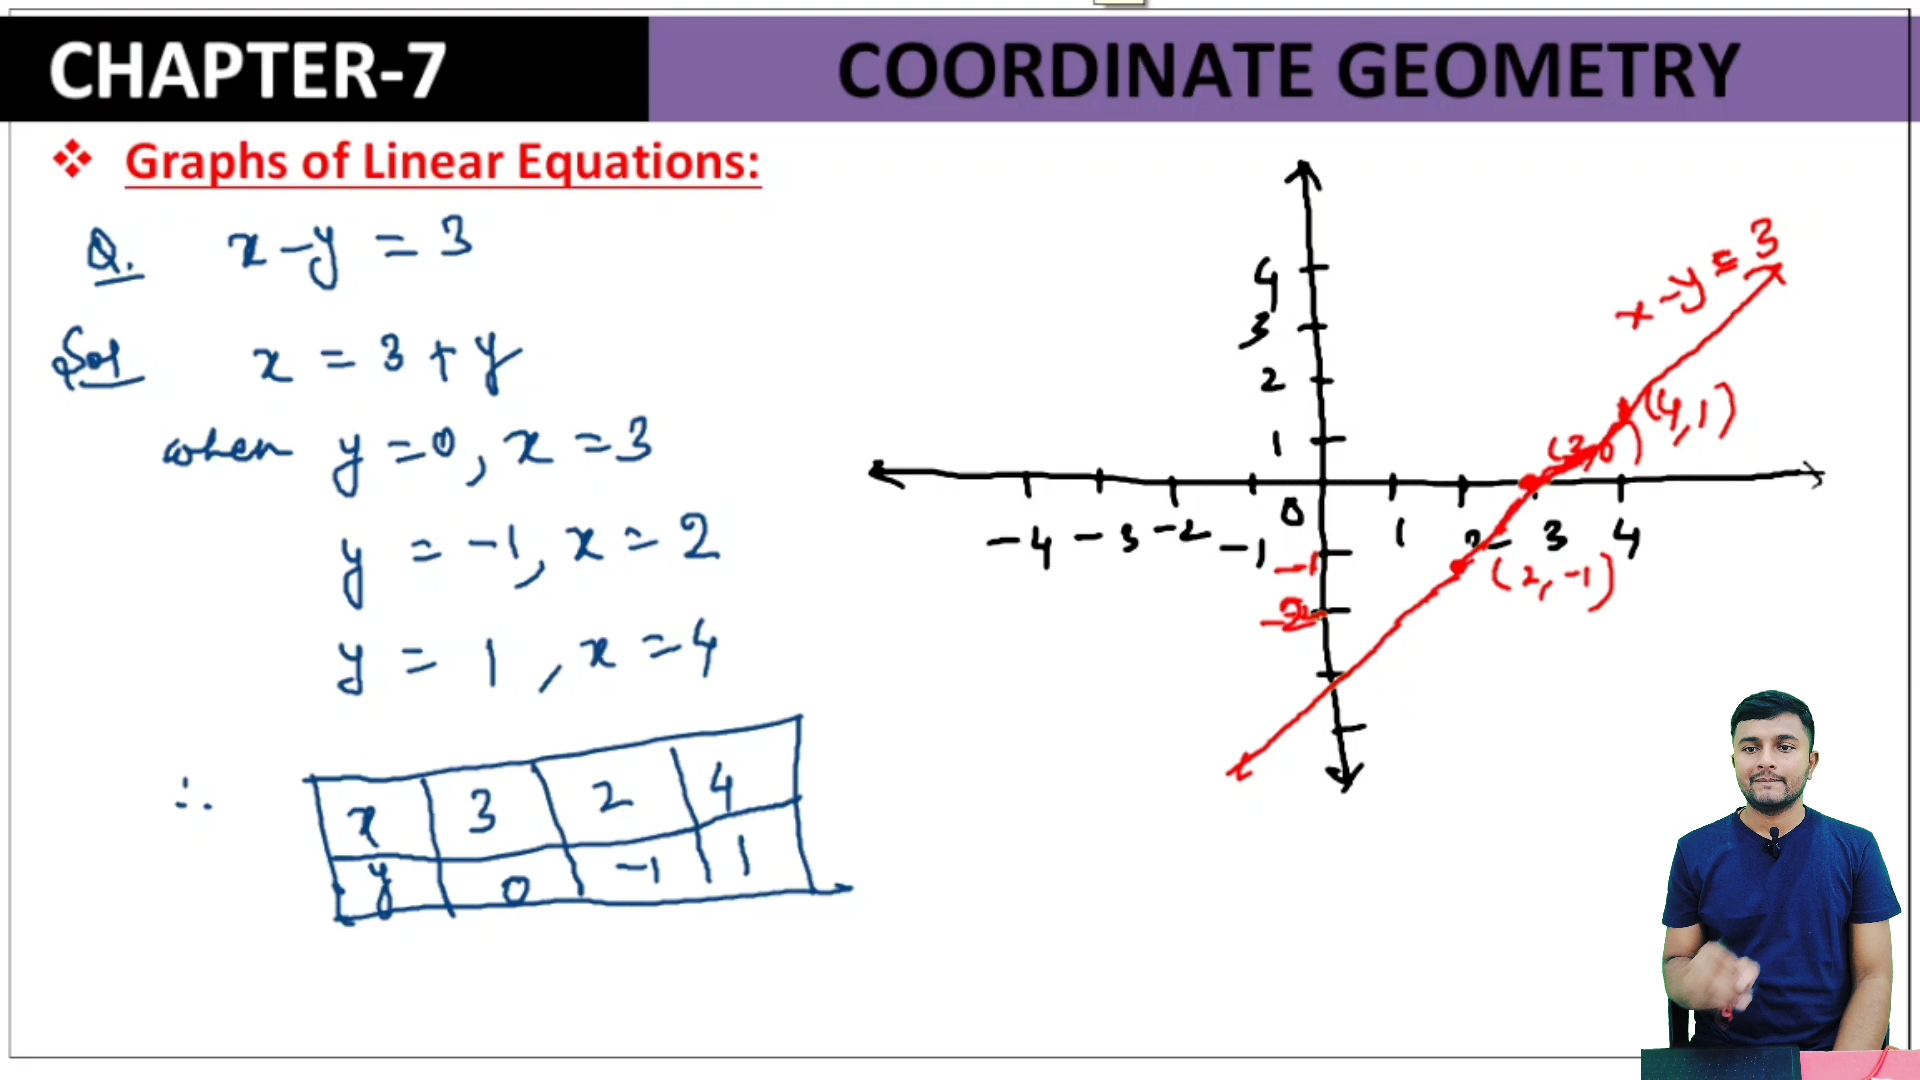 CHAPTER-7
COORDINATE GEOMETRY
❖ Graphs of Linear Equations:
Q. x-y = 3
Sol x = 3 + y
when y = 0, x = 3
y = -1, x = 2
y = 1, x = 4
∴
x 3 2 4
y 0 -1 1
x-y = 3
4
3
2
1
(4,1)
(3,0)
-4 -3 -2 -1 0 1 2 3 4
-1
(2,-1)
-2